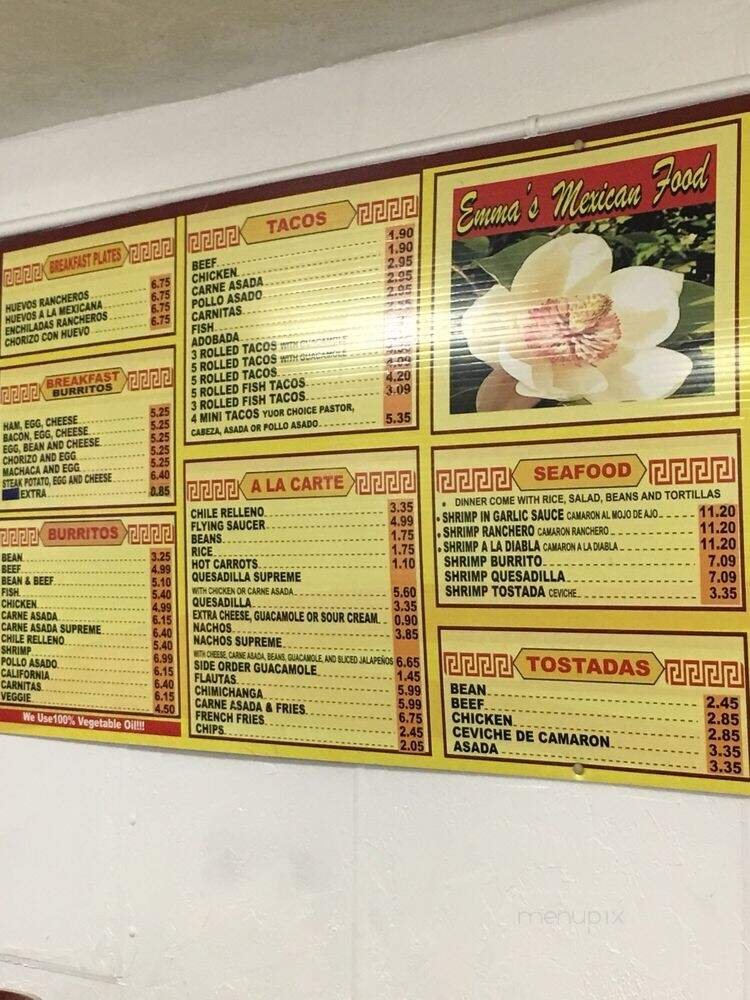 Emma's Mexican Food
BREAKFAST PLATES
HUEVOS RANCHEROS 6.75
HUEVOS A LA MEXICANA 6.75
ENCHILADAS RANCHEROS 6.75
CHORIZO CON HUEVO 6.75
BREAKFAST
BURRITOS
HAM, EGG, CHEESE 5.25
BACON, EGG, CHEESE 5.25
EGG, BEAN AND CHEESE 5.25
CHORIZO AND EGG 5.25
MACHACA AND EGG 5.25
STEAK POTATO, EGG AND CHEESE 6.40
EXTRA 0.85
BURRITOS
BEAN 3.25
BEEF 4.99
BEAN & BEEF 5.10
FISH 5.40
CHICKEN 4.99
CARNE ASADA 6.15
CARNE ASADA SUPREME 6.40
CHILE RELLENO 5.40
SHRIMP 6.99
POLLO ASADO 6.15
CALIFORNIA 6.40
CARNITAS 6.15
VEGGIE 4.50
We Use100% Vegetable Oil!!!
TACOS
BEEF 1.90
CHICKEN 1.90
CARNE ASADA 2.95
POLLO ASADO 2.95
CARNITAS 2.95
FISH
ADOBADA
3 ROLLED TACOS WITH GUACAMOLE
5 ROLLED TACOS WITH GUACAMOLE
5 ROLLED TACOS
5 ROLLED FISH TACOS 4.20
3 ROLLED FISH TACOS 3.09
4 MINI TACOS YUOR CHOICE PASTOR,
CABEZA, ASADA OR POLLO ASADO 5.35
A LA CARTE
CHILE RELLENO 3.35
FLYING SAUCER 4.99
BEANS 1.75
RICE 1.75
HOT CARROTS 1.10
QUESADILLA SUPREME
WITH CHICKEN OR CARNE ASADA 5.60
QUESADILLA 3.35
EXTRA CHEESE, GUACAMOLE OR SOUR CREAM 0.90
NACHOS 3.85
NACHOS SUPREME
WITH CHEESE, CARNE ASADA, BEANS, GUACAMOLE, AND SLICED JALAPEÑOS 6.65
SIDE ORDER GUACAMOLE 1.45
FLAUTAS 5.99
CHIMICHANGA 5.99
CARNE ASADA & FRIES 6.75
FRENCH FRIES 2.45
CHIPS 2.05
SEAFOOD
• DINNER COME WITH RICE, SALAD, BEANS AND TORTILLAS
• SHRIMP IN GARLIC SAUCE CAMARON AL MOJO DE AJO 11.20
• SHRIMP RANCHERO CAMARON RANCHERO 11.20
• SHRIMP A LA DIABLA CAMARON A LA DIABLA 11.20
SHRIMP BURRITO 7.09
SHRIMP QUESADILLA 7.09
SHRIMP TOSTADA CEVICHE 3.35
TOSTADAS
BEAN 2.45
BEEF 2.85
CHICKEN 2.85
CEVICHE DE CAMARON 3.35
ASADA 3.35
menupix